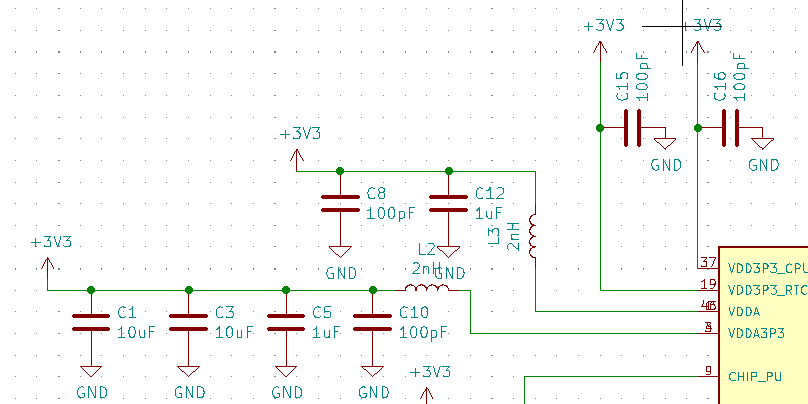 +3V3
+3V3
C15
100pF
C16
100pF
GND
GND
+3V3
C8
100pF
C12
1uF
L3
2nH
GND
GND
+3V3
L2
2nH
C1
10uF
C3
10uF
C5
1uF
C10
100pF
GND
GND
GND
GND
+3V3
37
VDD3P3_CPU
19
VDD3P3_RTC
VDDA
VDDA3P3
9
CHIP_PU